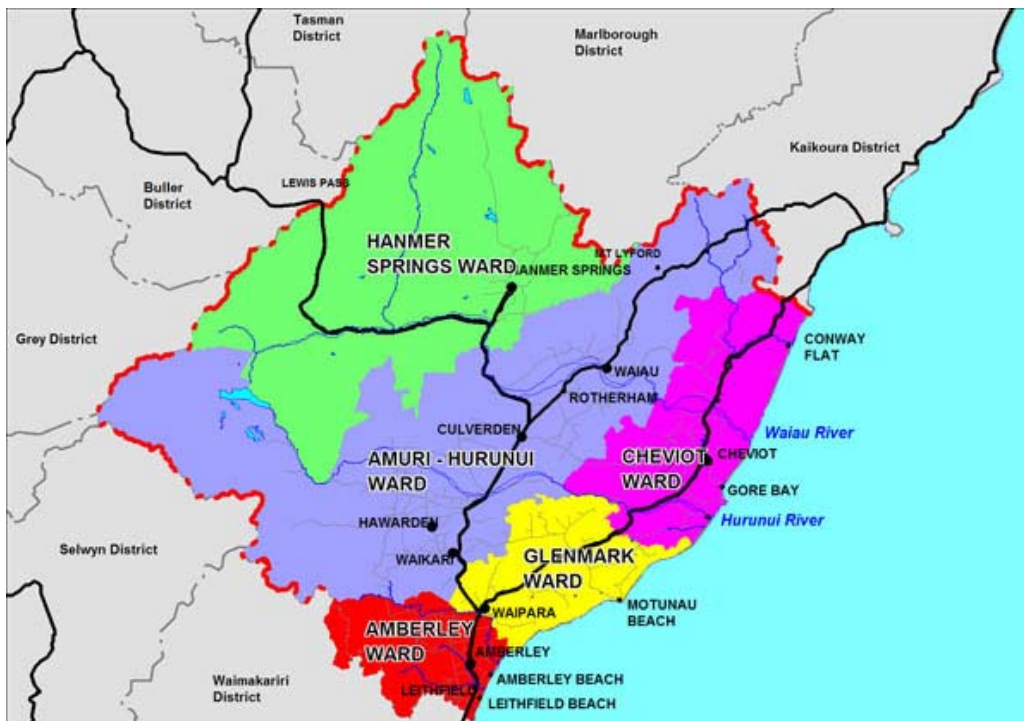 Tasman
District
Marlborough
District
Kaikoura District
Buller
District
LEWIS PASS
HANMER
SPRINGS WARD
MT LYFORD
HANMER SPRINGS
Grey District
CONWAY
FLAT
WAIAU
ROTHERHAM
CULVERDEN
Waiau River
AMURI - HURUNUI
WARD
CHEVIOT
WARD
CHEVIOT
GORE BAY
Hurunui River
HAWARDEN
Selwyn District
WAIKARI
GLENMARK
WARD
WAIPARA
MOTUNAU
BEACH
AMBERLEY
WARD
AMBERLEY
AMBERLEY BEACH
LEITHFIELD
LEITHFIELD BEACH
Waimakariri
District